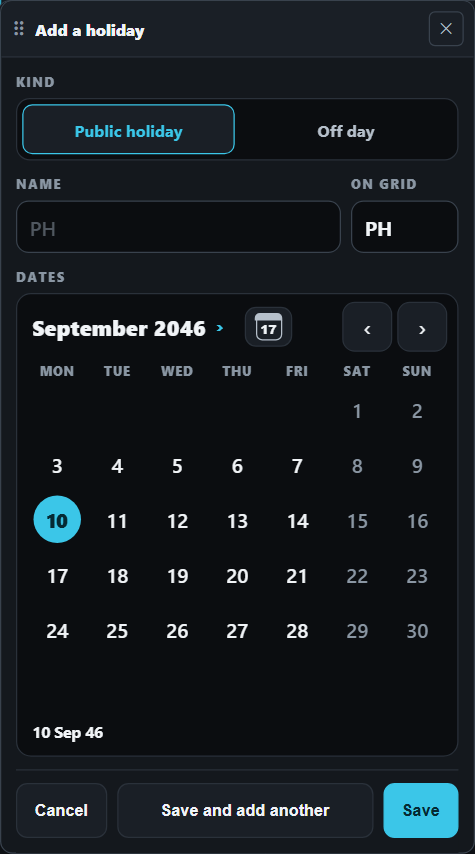 Add a holiday
KIND
Public holiday Off day
NAME ON GRID
PH PH
DATES
September 2046 › 17 ‹ ›
MON TUE WED THU FRI SAT SUN
1 2
3 4 5 6 7 8 9
10 11 12 13 14 15 16
17 18 19 20 21 22 23
24 25 26 27 28 29 30
10 Sep 46
Cancel Save and add another Save